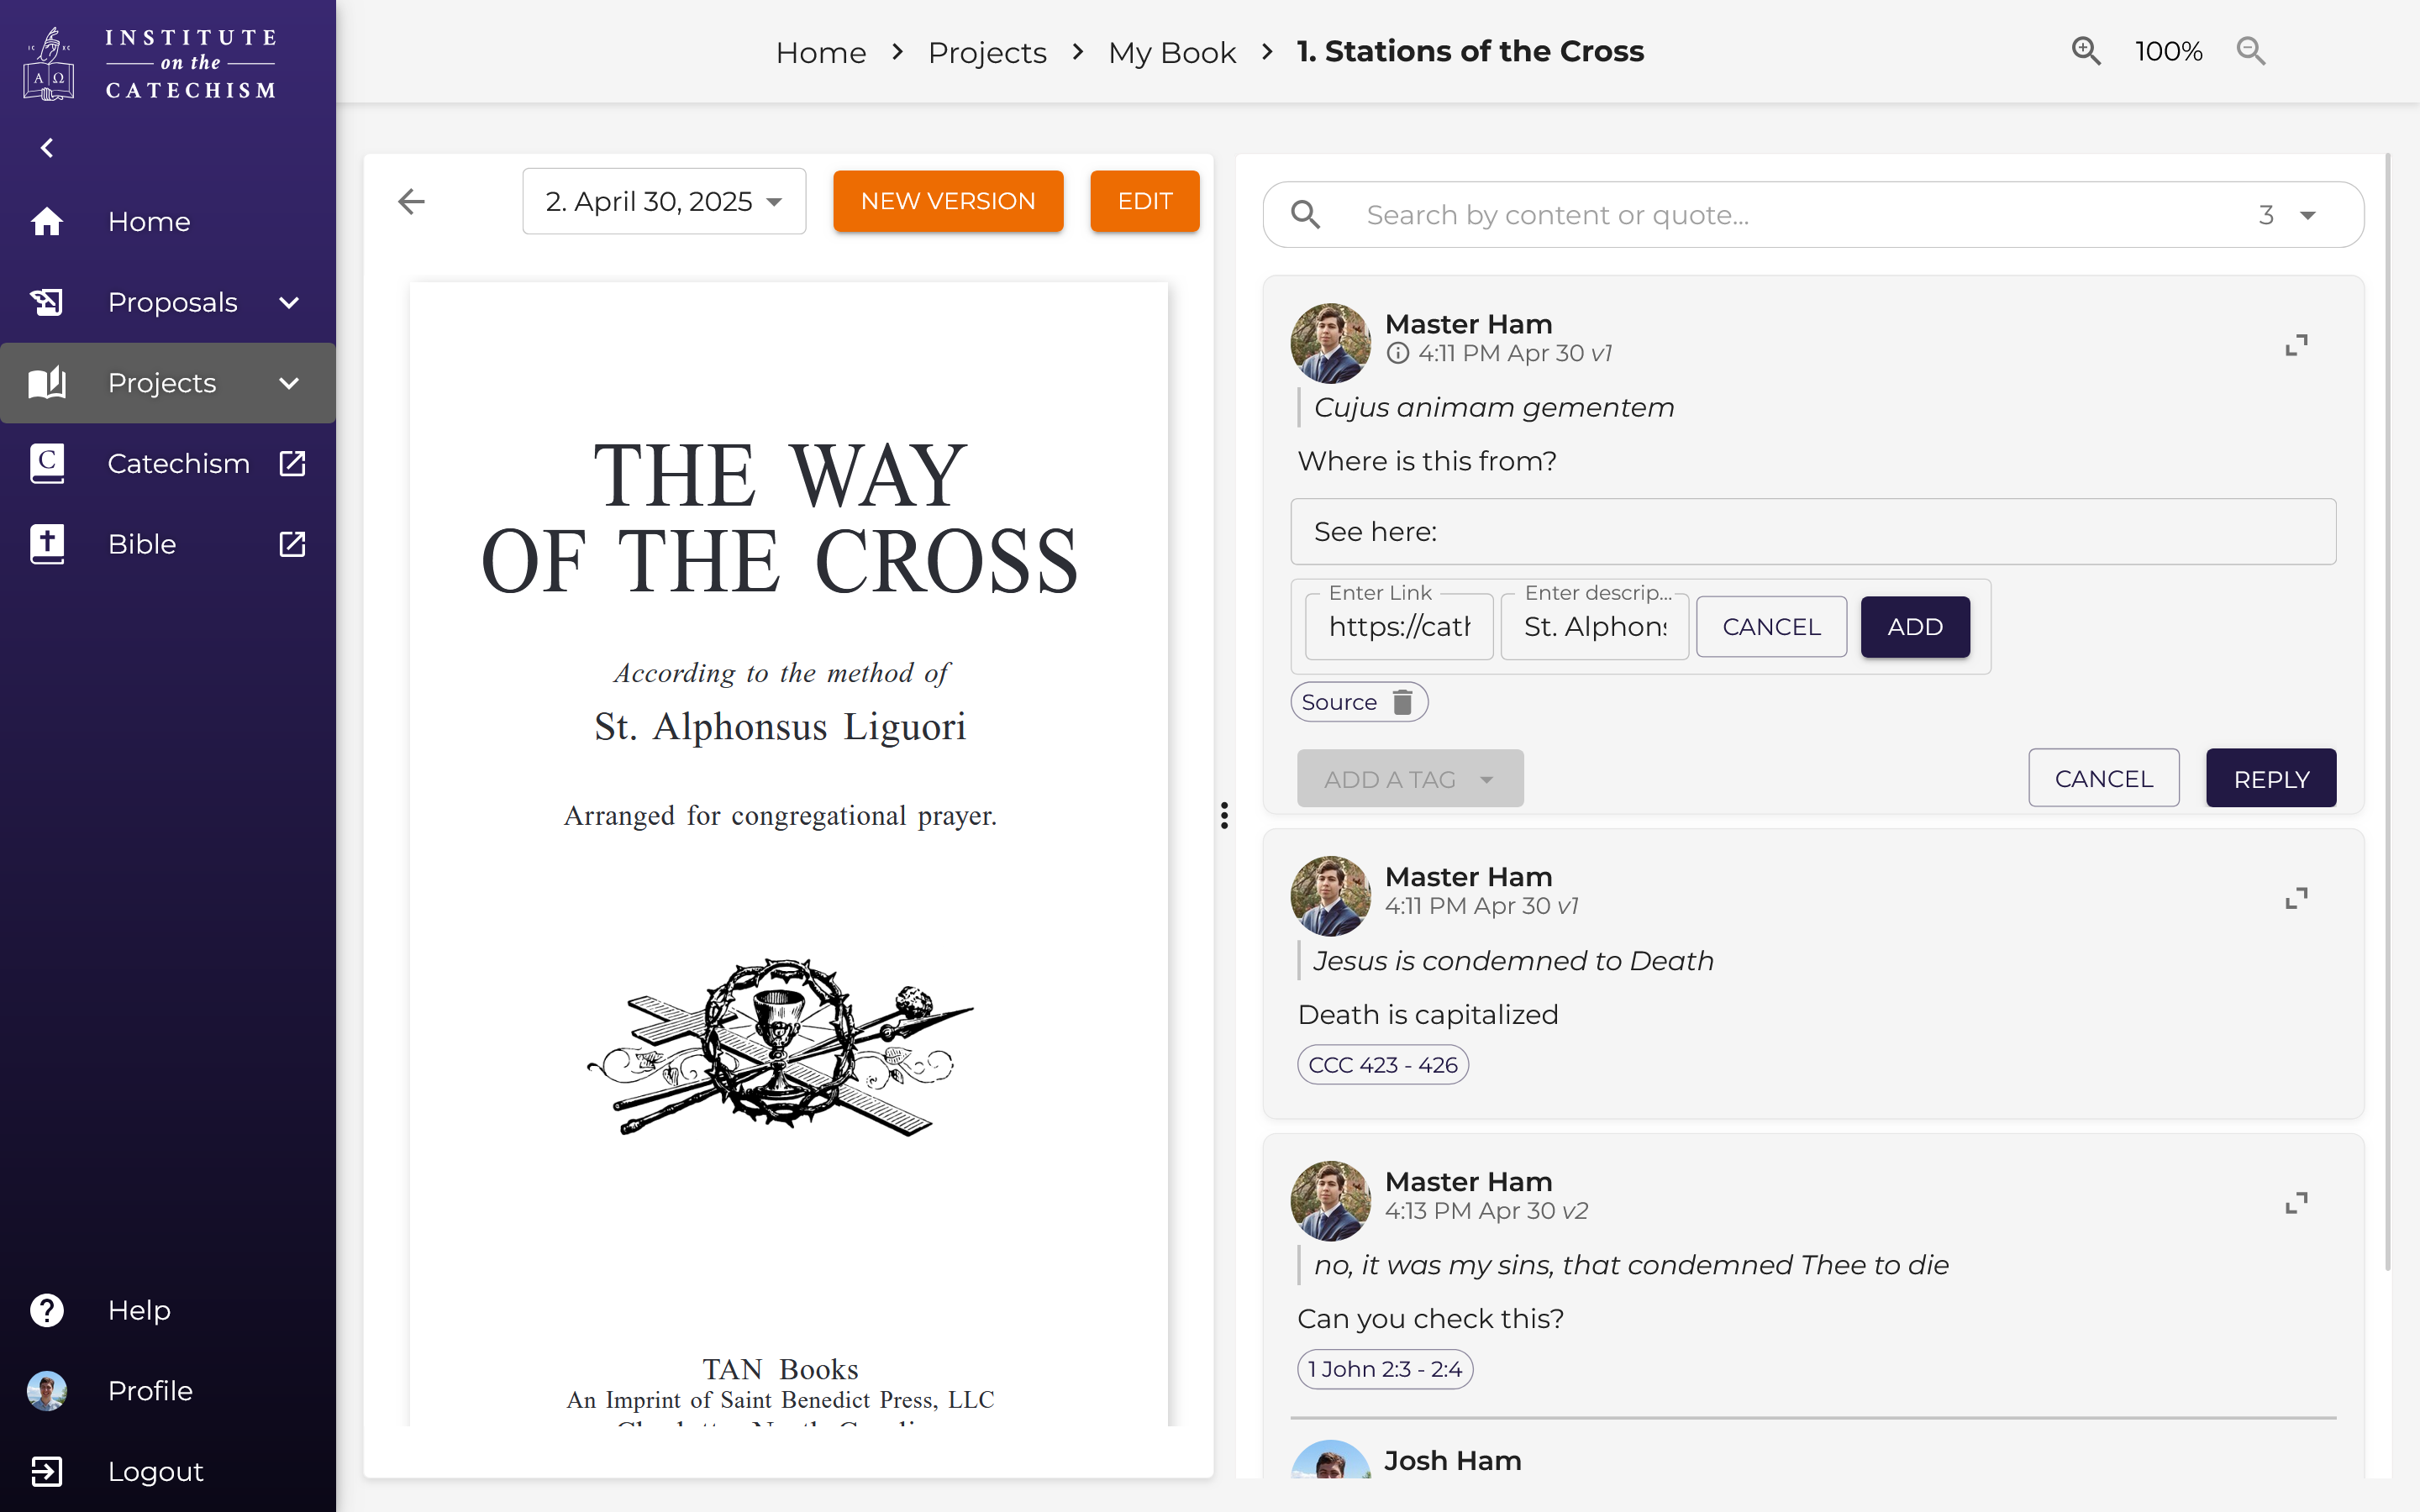 INSTITUTE
on the
CATECHISM
IC XC
Α Ω
Home
Proposals
Projects
C
Catechism
Bible
Help
Profile
Logout
Home > Projects > My Book > 1. Stations of the Cross
100%
2. April 30, 2025
NEW VERSION
EDIT
THE WAY
OF THE CROSS
According to the method of
St. Alphonsus Liguori
Arranged for congregational prayer.
TAN Books
An Imprint of Saint Benedict Press, LLC
Search by content or quote...
3
Master Ham
4:11 PM Apr 30 v1
Cujus animam gementem
Where is this from?
See here:
Enter Link
https://cath
Enter descrip...
St. Alphons
CANCEL
ADD
Source
ADD A TAG
CANCEL
REPLY
Master Ham
4:11 PM Apr 30 v1
Jesus is condemned to Death
Death is capitalized
CCC 423 - 426
Master Ham
4:13 PM Apr 30 v2
no, it was my sins, that condemned Thee to die
Can you check this?
1 John 2:3 - 2:4
Josh Ham